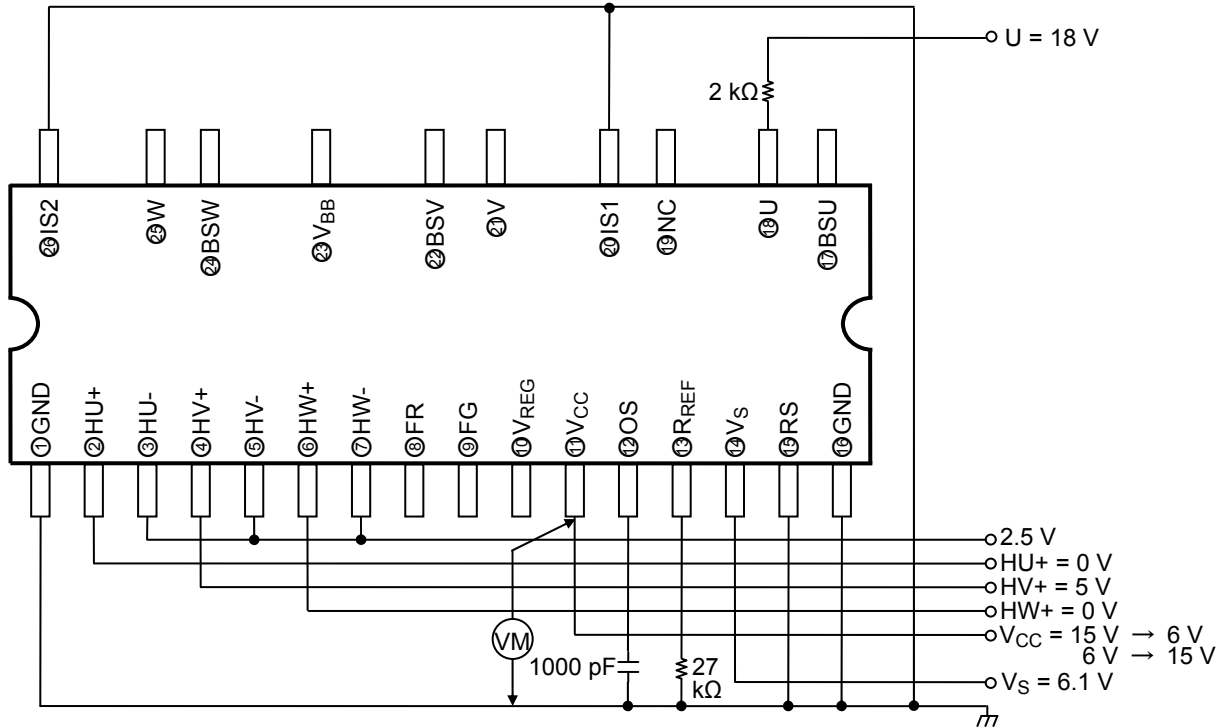 U = 18 V
2 kΩ
㉖IS2
㉕W
㉔BSW
㉓VBB
㉒BSV
㉑V
⑳IS1
⑲NC
⑱U
⑰BSU
①GND
②HU+
③HU-
④HV+
⑤HV-
⑥HW+
⑦HW-
⑧FR
⑨FG
⑩VREG
⑪VCC
⑫OS
⑬RREF
⑭VS
⑮RS
⑯GND
2.5 V
HU+ = 0 V
HV+ = 5 V
HW+ = 0 V
VCC = 15 V → 6 V
6 V → 15 V
VM
1000 pF
27
kΩ
VS = 6.1 V